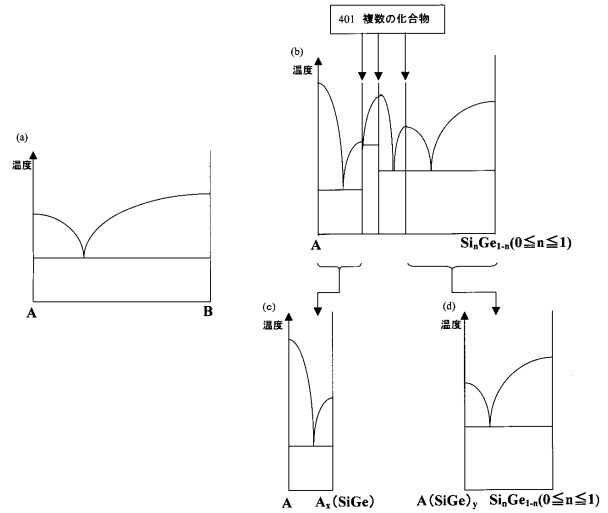 401 複数の化合物
(b)
温度
(a)
温度
A
SinGe1-n(0≦n≦1)
A
B
(c)
温度
(d)
温度
A
Ax(SiGe)
A(SiGe)y
SinGe1-n(0≦n≦1)